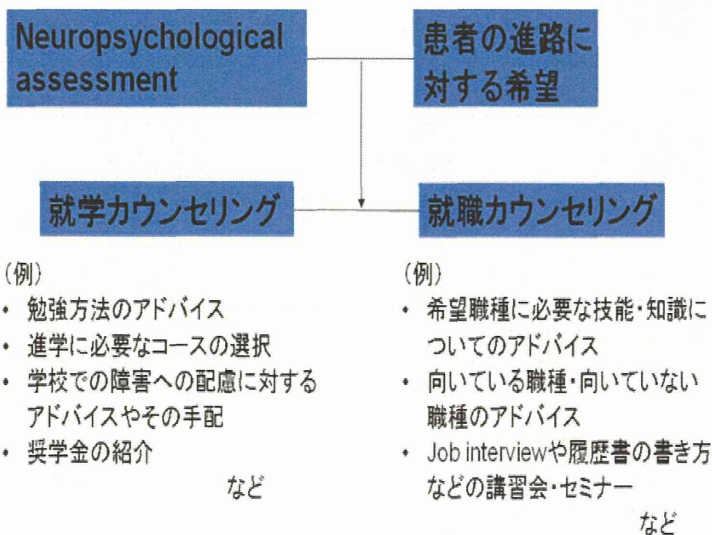 Neuropsychological
assessment
患者の進路に
対する希望
就学カウンセリング
就職カウンセリング
(例)
• 勉強方法のアドバイス
• 進学に必要なコースの選択
• 学校での障害への配慮に対する
アドバイスやその手配
• 奨学金の紹介
など
(例)
• 希望職種に必要な技能・知識に
ついてのアドバイス
• 向いている職種・向いていない
職種のアドバイス
• Job interviewや履歴書の書き方
などの講習会・セミナー
など